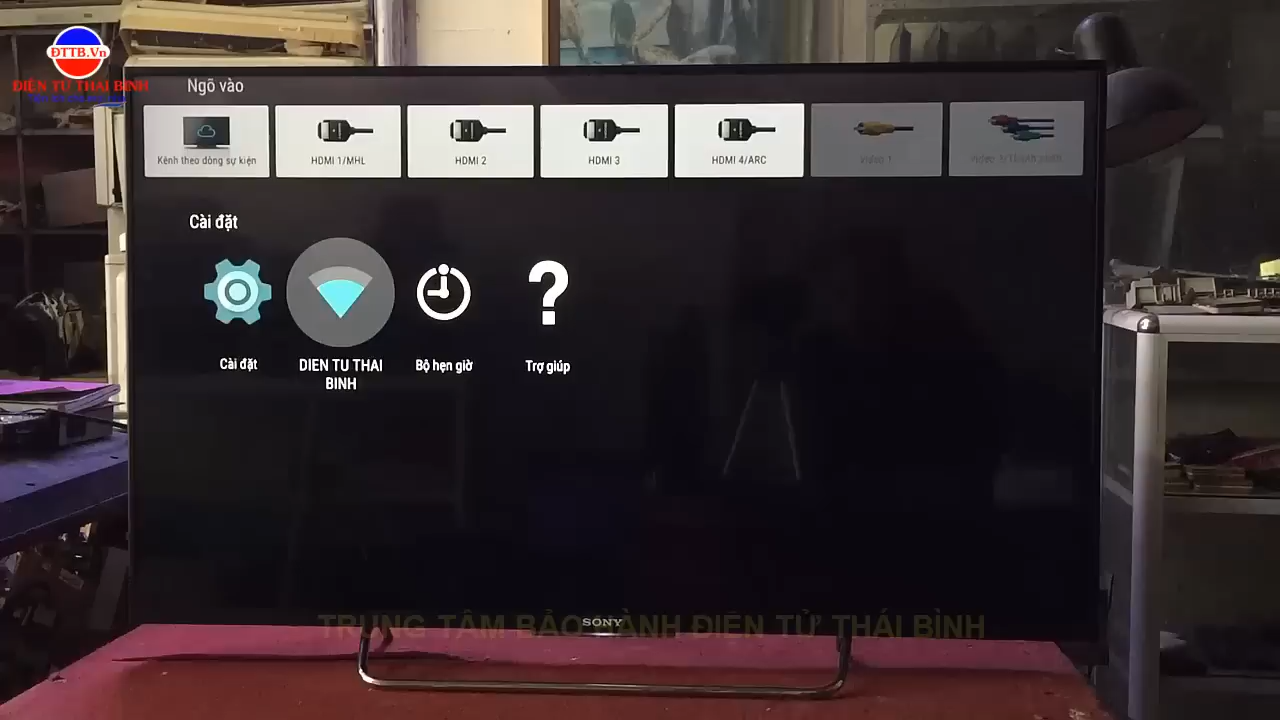 ĐTTB.Vn
ĐIỆN TỬ THÁI BÌNH
Ngõ vào
Kênh theo dòng sự kiện
HDMI 1/MHL
HDMI 2
HDMI 3
HDMI 4/ARC
Video 1
Cài đặt
Cài đặt
DIEN TU THAI
BINH
Bộ hẹn giờ
Trợ giúp
SONY
TRUNG TÂM BẢO HÀNH ĐIỆN TỬ THÁI BÌNH